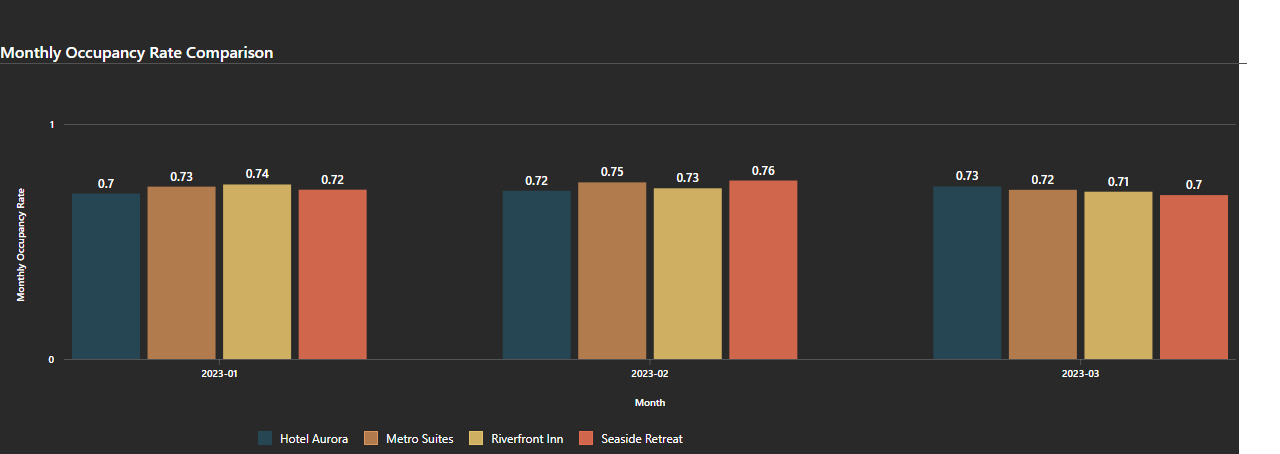 Monthly Occupancy Rate Comparison
1
0.7 0.73 0.74 0.72 0.72 0.75 0.73 0.76 0.73 0.72 0.71 0.7
Monthly Occupancy Rate
0
2023-01 2023-02 2023-03
Month
Hotel Aurora Metro Suites Riverfront Inn Seaside Retreat